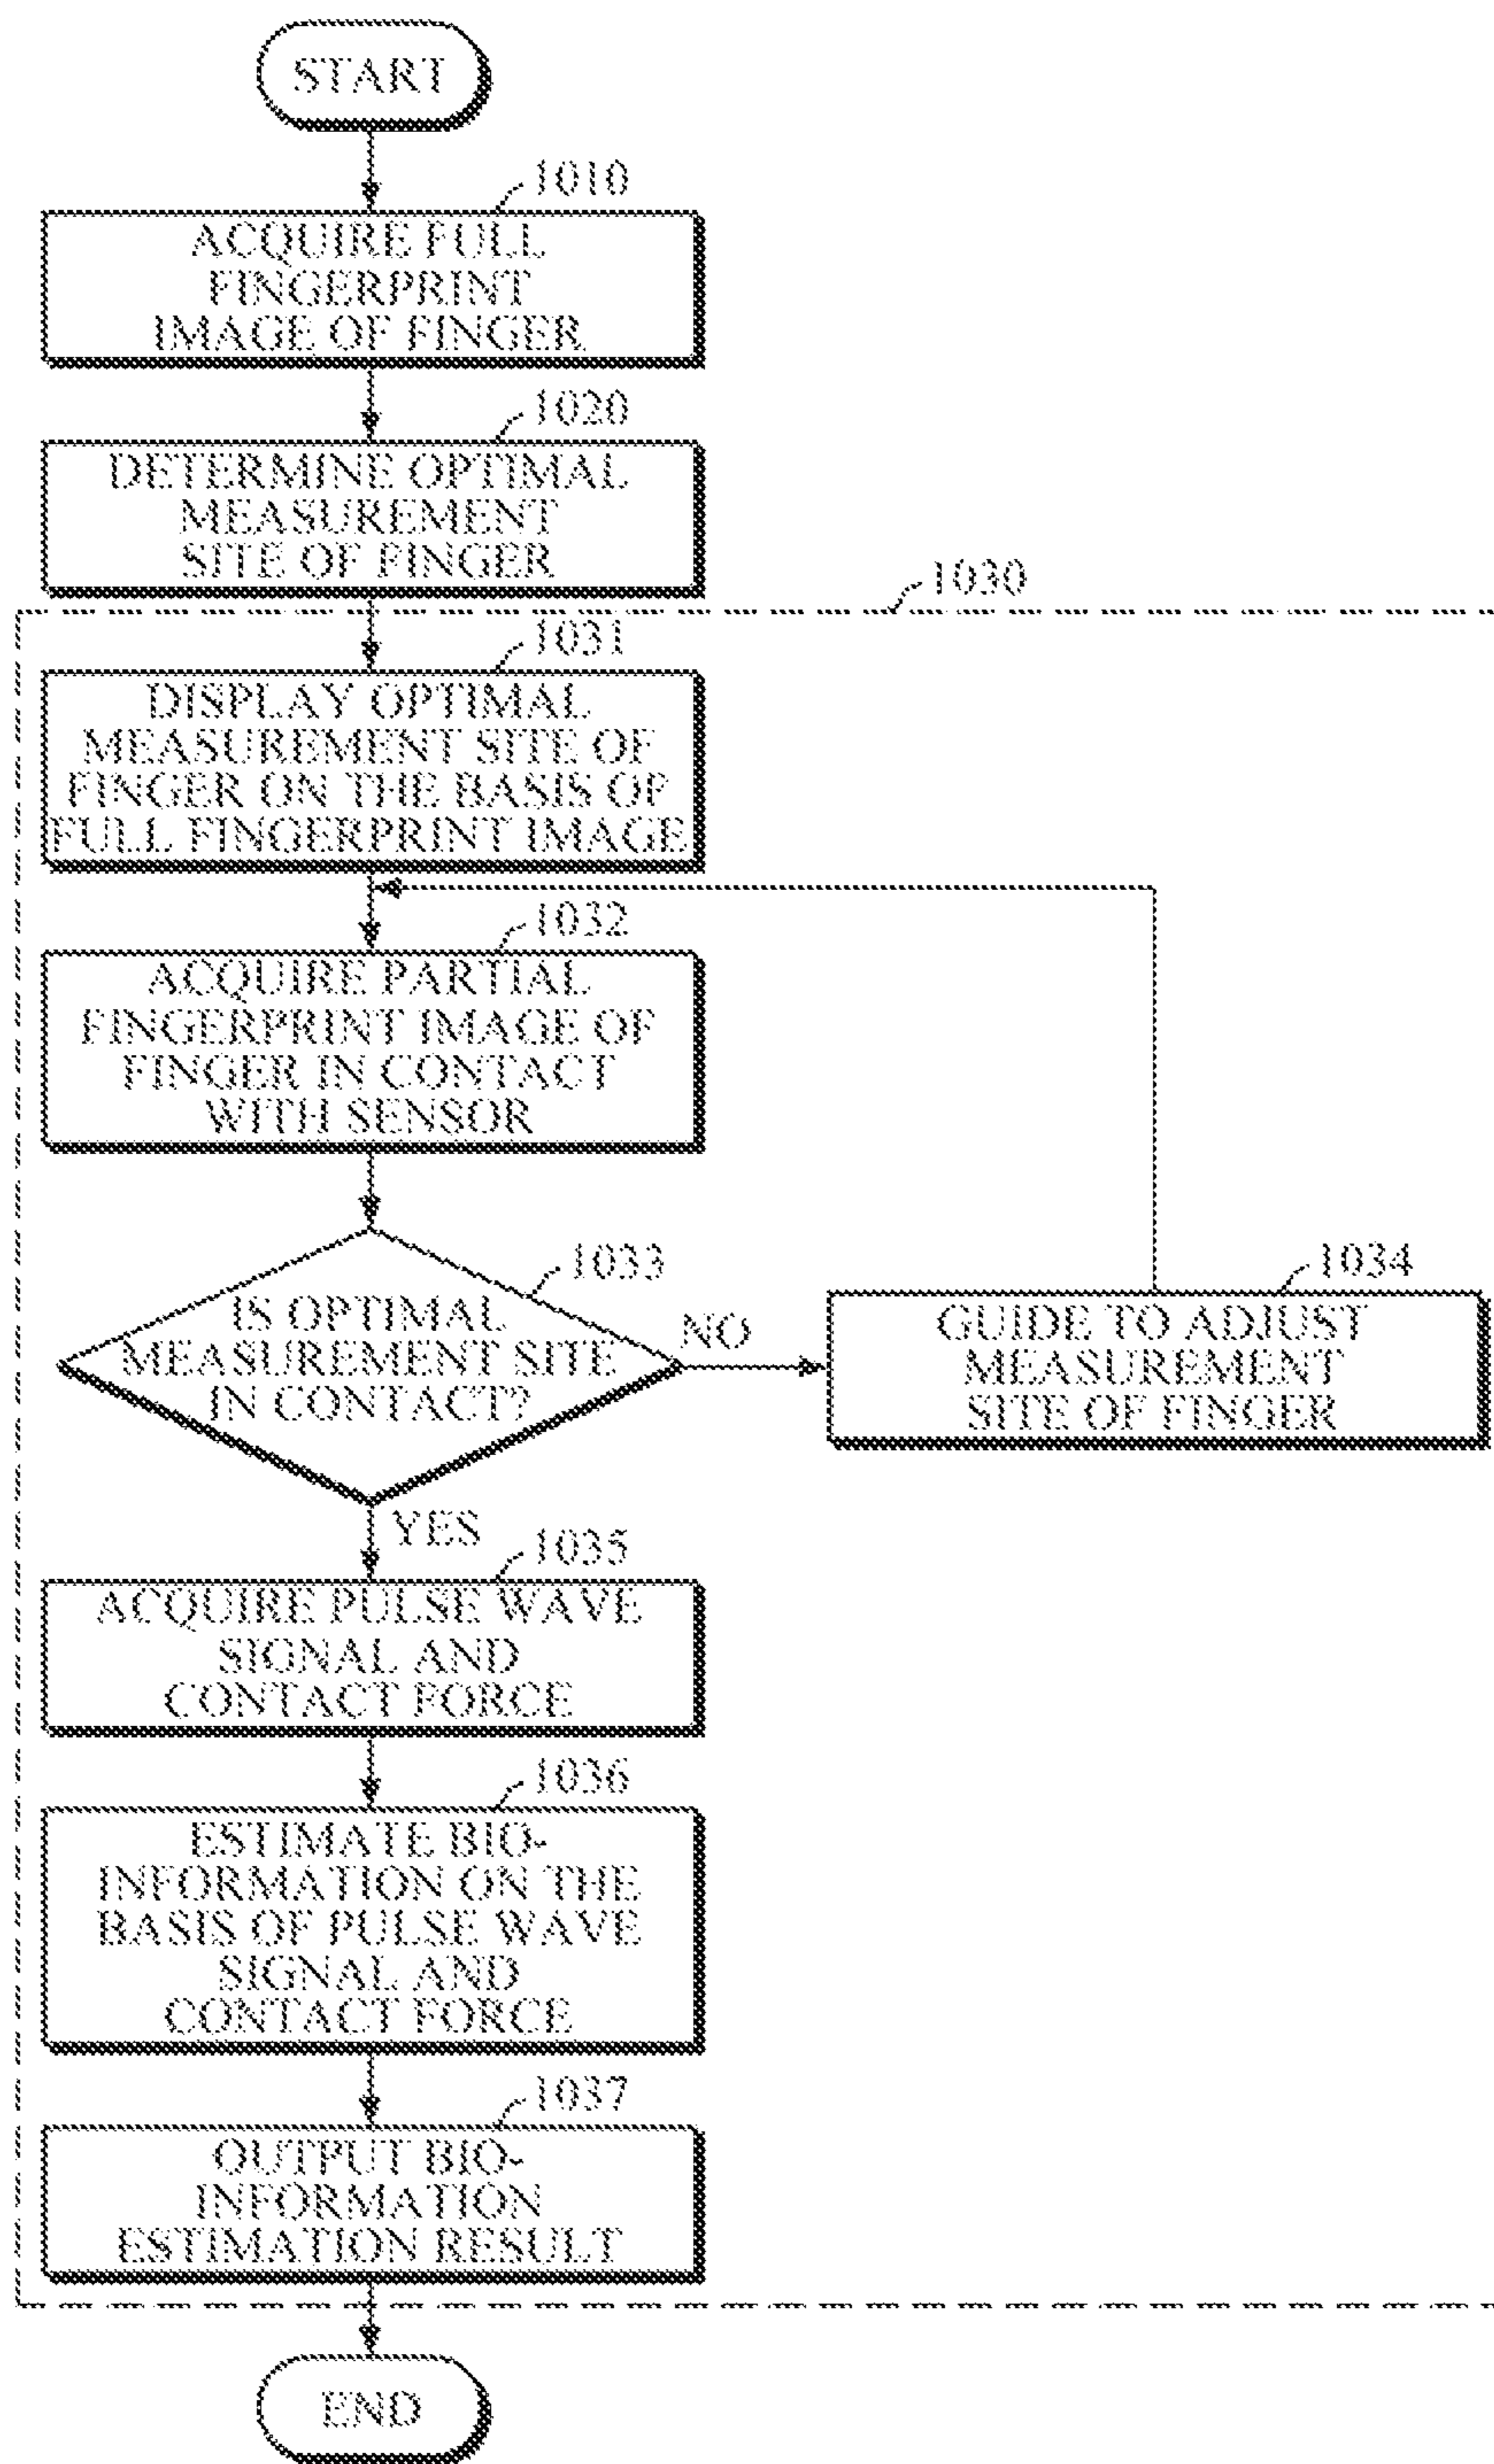 START
1010
ACQUIRE FULL
FINGERPRINT
IMAGE OF FINGER
1020
DETERMINE OPTIMAL
MEASUREMENT
SITE OF FINGER
1030
1031
DISPLAY OPTIMAL
MEASUREMENT SITE OF
FINGER ON THE BASIS OF
FULL FINGERPRINT IMAGE
1032
ACQUIRE PARTIAL
FINGERPRINT IMAGE OF
FINGER IN CONTACT
WITH SENSOR
1033
IS OPTIMAL
MEASUREMENT SITE
IN CONTACT?
NO
1034
GUIDE TO ADJUST
MEASUREMENT
SITE OF FINGER
YES
1035
ACQUIRE PULSE WAVE
SIGNAL AND
CONTACT FORCE
1036
ESTIMATE BIO-
INFORMATION ON THE
BASIS OF PULSE WAVE
SIGNAL AND
CONTACT FORCE
1037
OUTPUT BIO-
INFORMATION
ESTIMATION RESULT
END